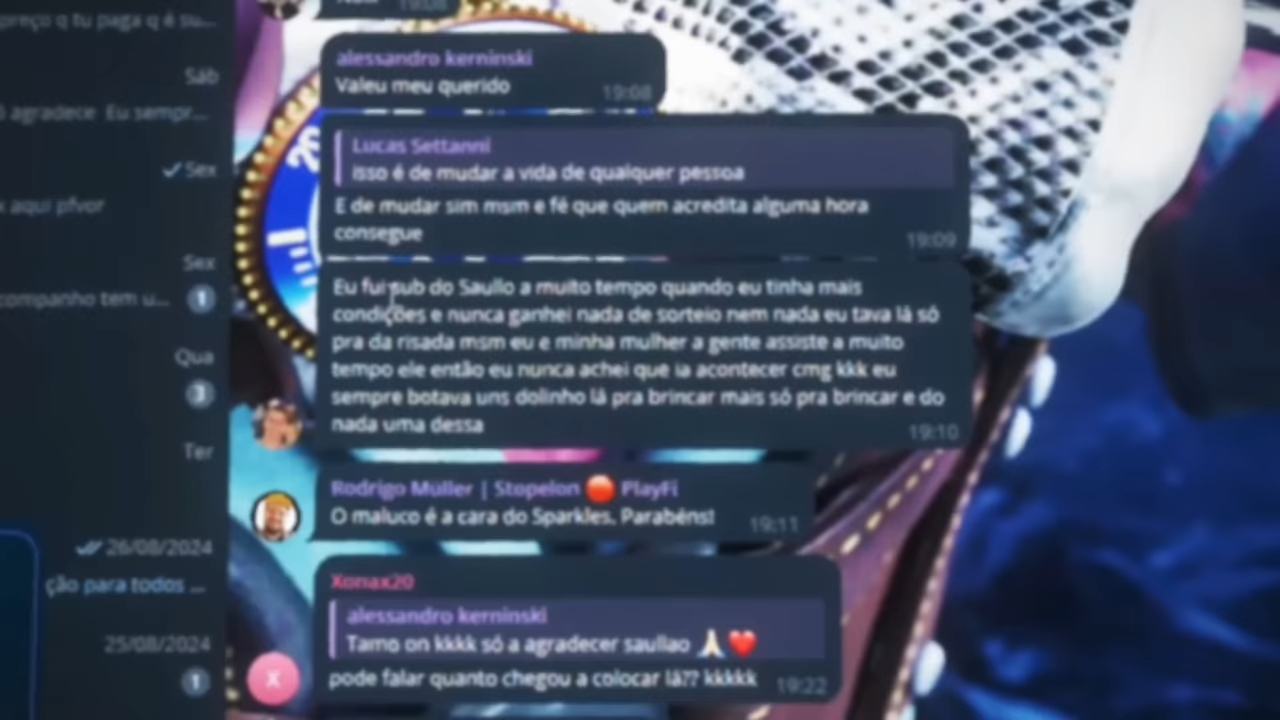 preço q tu paga q é su...
19:08
Sáb
alessandro kerninski
Valeu meu querido
19:08
agradece Eu sempr...
Lucas Settanni
isso é de mudar a vida de qualquer pessoa
Sex
E de mudar sim msm e fé que quem acredita alguma hora
consegue
19:09
aqui pfvor
Sex
companho tem u...
1
Eu fui sub do Saullo a muito tempo quando eu tinha mais
condições e nunca ganhei nada de sorteio nem nada eu tava lá só
pra da risada msm eu e minha mulher a gente assiste a muito
tempo ele então eu nunca achei que ia acontecer cmg kkk eu
sempre botava uns dolinho lá pra brincar mais só pra brincar e do
nada uma dessa
19:10
Qua
3
Ter
Rodrigo Müller | Stopelon 🔴 PlayFi
O maluco é a cara do Sparkles. Parabéns!
19:11
26/08/2024
ção para todos ...
Xonax20
alessandro kerninski
Tamo on kkkk só a agradecer saullao 🙏❤️
pode falar quanto chegou a colocar lá?? kkkkk
19:22
25/08/2024
1
X